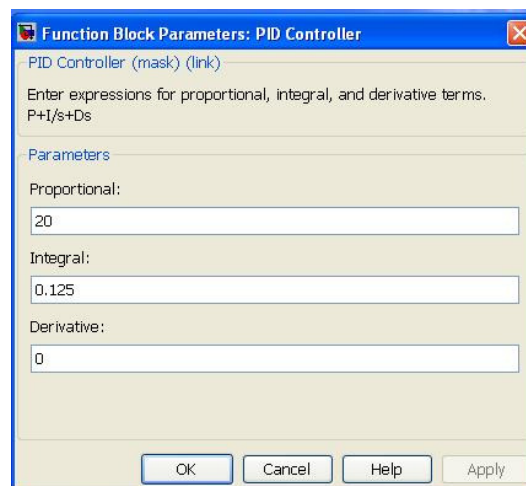 Function Block Parameters: PID Controller
PID Controller (mask) (link)
Enter expressions for proportional, integral, and derivative terms.
P+I/s+Ds
Parameters
Proportional:
20
Integral:
0.125
Derivative:
0
OK Cancel Help Apply